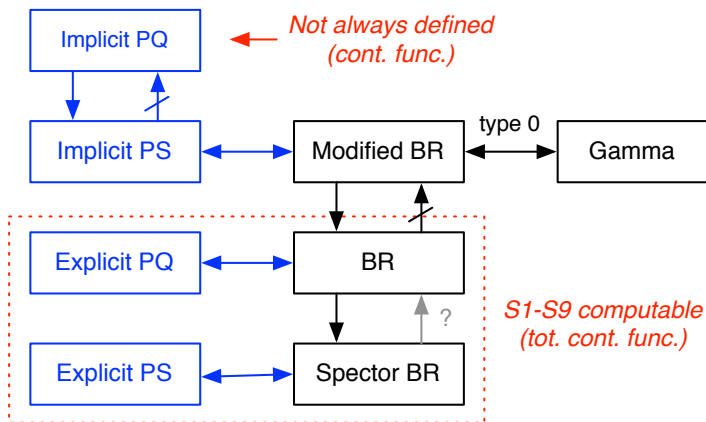 Implicit PQ
Not always defined
(cont. func.)
Implicit PS
Modified BR
type 0
Gamma
Explicit PQ
BR
S1-S9 computable
(tot. cont. func.)
?
Explicit PS
Spector BR